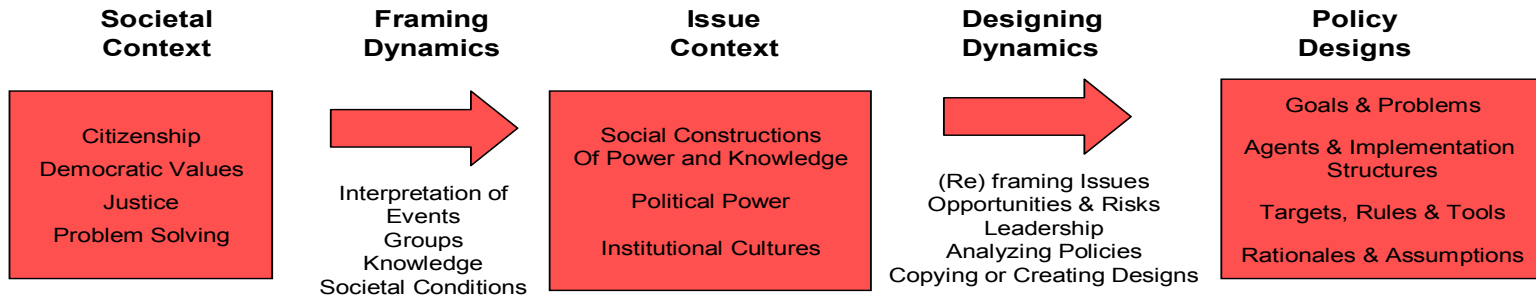 Societal
Context
Framing
Dynamics
Issue
Context
Designing
Dynamics
Policy
Designs
Citizenship
Democratic Values
Justice
Problem Solving
Interpretation of
Events
Groups
Knowledge
Societal Conditions
Social Constructions
Of Power and Knowledge
Political Power
Institutional Cultures
(Re) framing Issues
Opportunities & Risks
Leadership
Analyzing Policies
Copying or Creating Designs
Goals & Problems
Agents & Implementation
Structures
Targets, Rules & Tools
Rationales & Assumptions